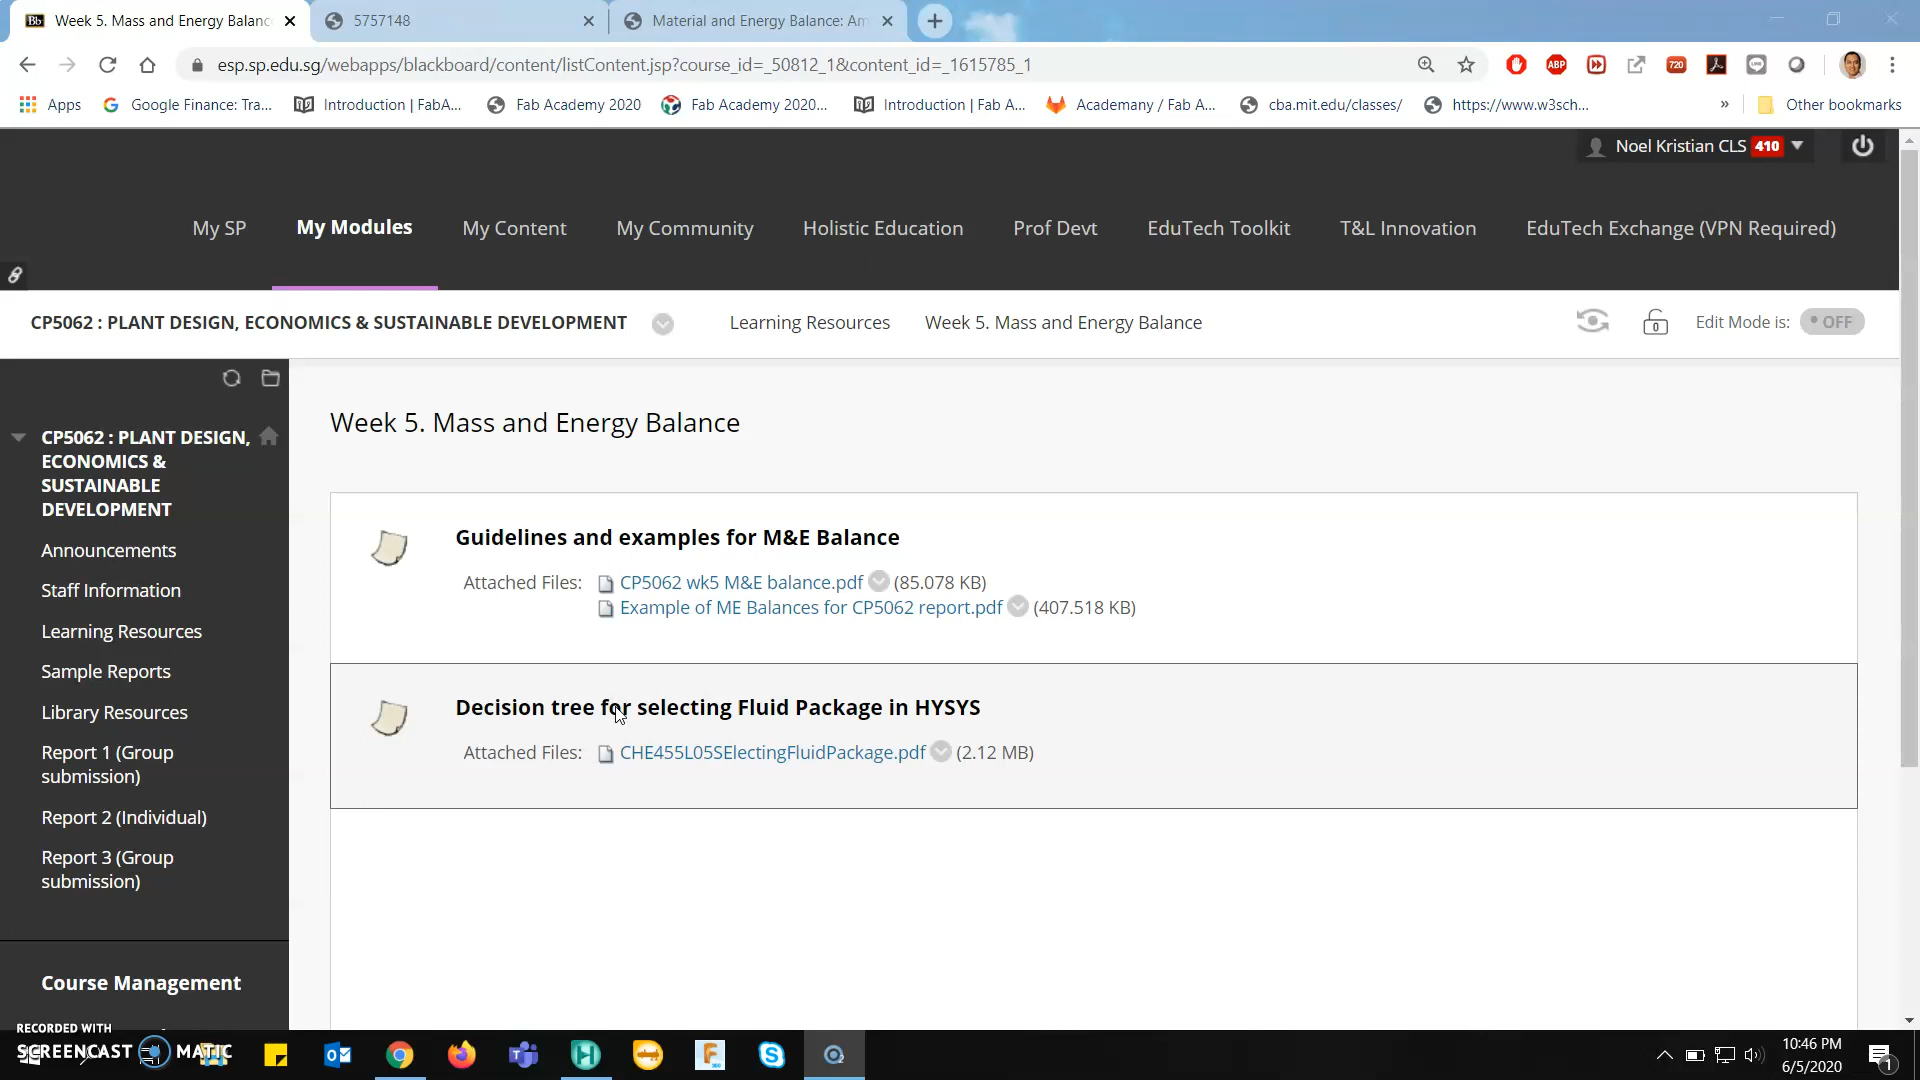 Week 5. Mass and Energy Balanc
5757148
Material and Energy Balance: Am
esp.sp.edu.sg/webapps/blackboard/content/listContent.jsp?course_id=_50812_1&content_id=_1615785_1
ABP
720
Apps
Google Finance: Tra...
Introduction | FabA...
Fab Academy 2020
Fab Academy 2020...
Introduction | Fab A...
Academany / Fab A...
cba.mit.edu/classes/
https://www.w3sch...
»
Other bookmarks
Noel Kristian CLS 410
My SP
My Modules
My Content
My Community
Holistic Education
Prof Devt
EduTech Toolkit
T&L Innovation
EduTech Exchange (VPN Required)
CP5062 : PLANT DESIGN, ECONOMICS & SUSTAINABLE DEVELOPMENT
Learning Resources
Week 5. Mass and Energy Balance
Edit Mode is:
OFF
CP5062 : PLANT DESIGN,
ECONOMICS &
SUSTAINABLE
DEVELOPMENT
Announcements
Staff Information
Learning Resources
Sample Reports
Library Resources
Report 1 (Group
submission)
Report 2 (Individual)
Report 3 (Group
submission)
Course Management
Week 5. Mass and Energy Balance
Guidelines and examples for M&E Balance
Attached Files: CP5062 wk5 M&E balance.pdf (85.078 KB)
Example of ME Balances for CP5062 report.pdf (407.518 KB)
Decision tree for selecting Fluid Package in HYSYS
Attached Files: CHE455L05SElectingFluidPackage.pdf (2.12 MB)
RECORDED WITH
SCREENCAST MATIC
10:46 PM
6/5/2020
1